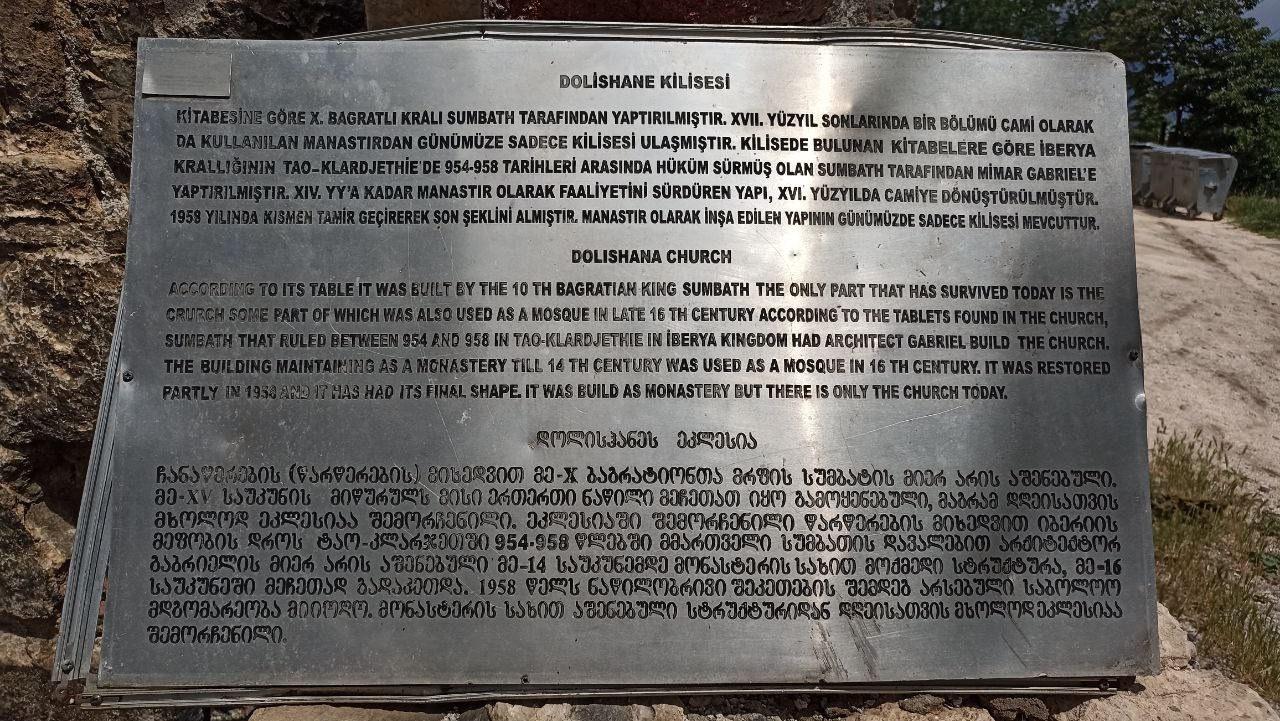 DOLİSHANE KİLİSESİ
KİTABESİNE GÖRE X. BAGRATLI KRALI SUMBATH TARAFINDAN YAPTIRILMIŞTIR. XVII. YÜZYIL SONLARINDA BİR BÖLÜMÜ CAMİ OLARAK
DA KULLANILAN MANASTIRDAN GÜNÜMÜZE SADECE KİLİSESİ ULAŞMIŞTIR. KİLİSEDE BULUNAN KİTABELERE GÖRE İBERYA
KRALLIĞININ TAO-KLARDJETHIE'DE 954-958 TARİHLERİ ARASINDA HÜKÜM SÜRMÜŞ OLAN SUMBATH TARAFINDAN MİMAR GABRIEL'E
YAPTIRILMIŞTIR. XIV. YY'A KADAR MANASTIR OLARAK FAALİYETİNİ SÜRDÜREN YAPI, XVI. YÜZYILDA CAMİYE DÖNÜŞTÜRÜLMÜŞTÜR.
1958 YILINDA KISMEN TAMİR GEÇİREREK SON ŞEKLİNİ ALMIŞTIR. MANASTIR OLARAK İNŞA EDİLEN YAPININ GÜNÜMÜZDE SADECE KİLİSESİ MEVCUTTUR.
DOLISHANA CHURCH
ACCORDING TO ITS TABLE IT WAS BUILT BY THE 10 TH BAGRATIAN KING SUMBATH THE ONLY PART THAT HAS SURVIVED TODAY IS THE
CRURCH SOME PART OF WHICH WAS ALSO USED AS A MOSQUE IN LATE 16 TH CENTURY ACCORDING TO THE TABLETS FOUND IN THE CHURCH,
SUMBATH THAT RULED BETWEEN 954 AND 958 IN TAO-KLARDJETHIE IN İBERYA KINGDOM HAD ARCHITECT GABRIEL BUILD THE CHURCH.
THE BUILDING MAINTAINING AS A MONASTERY TILL 14 TH CENTURY WAS USED AS A MOSQUE IN 16 TH CENTURY. IT WAS RESTORED
PARTLY IN 1958 AND IT HAS HAD ITS FINAL SHAPE. IT WAS BUILD AS MONASTERY BUT THERE IS ONLY THE CHURCH TODAY.
დოლისჰანეს ეკლესია
ჩანაწერების (წარწერების) მიხედვით მე-X ბაგრატიონთა მრფის სუმბატის მიერ არის აშენებული.
მე-XV საუკუნის მიწურულს მისი ერთერთი ნაწილი მეჩეთათ იყო გამოყენებული, მაგრამ დღეისათვის
მხოლოდ ეკლესიაა შემორჩენილი. ეკლესიაში შემორჩენილი წარწერების მიხედვით იბერიის
მეფობის დროს ტაო-კლარჯეთში 954-958 წლებში მმართველი სუმბათის დავალებით არქიტექტორ
გაბრიელის მიერ არის აშენებული მე-14 საუკუნემდე მონასტერის სახით მოქმედი სტრუქტურა, მე-16
საუკუნეში მეჩეთად გადაკეთდა. 1958 წელს ნაწილობრივი შეკეთების შემდეგ არსებული საბოლოო
მდგომარეობა მიიღო. მონასტერის სახით აშენებული სტრუქტურიდან დღეისათვის მხოლოდ ეკლესიაა
შემორჩენილი.